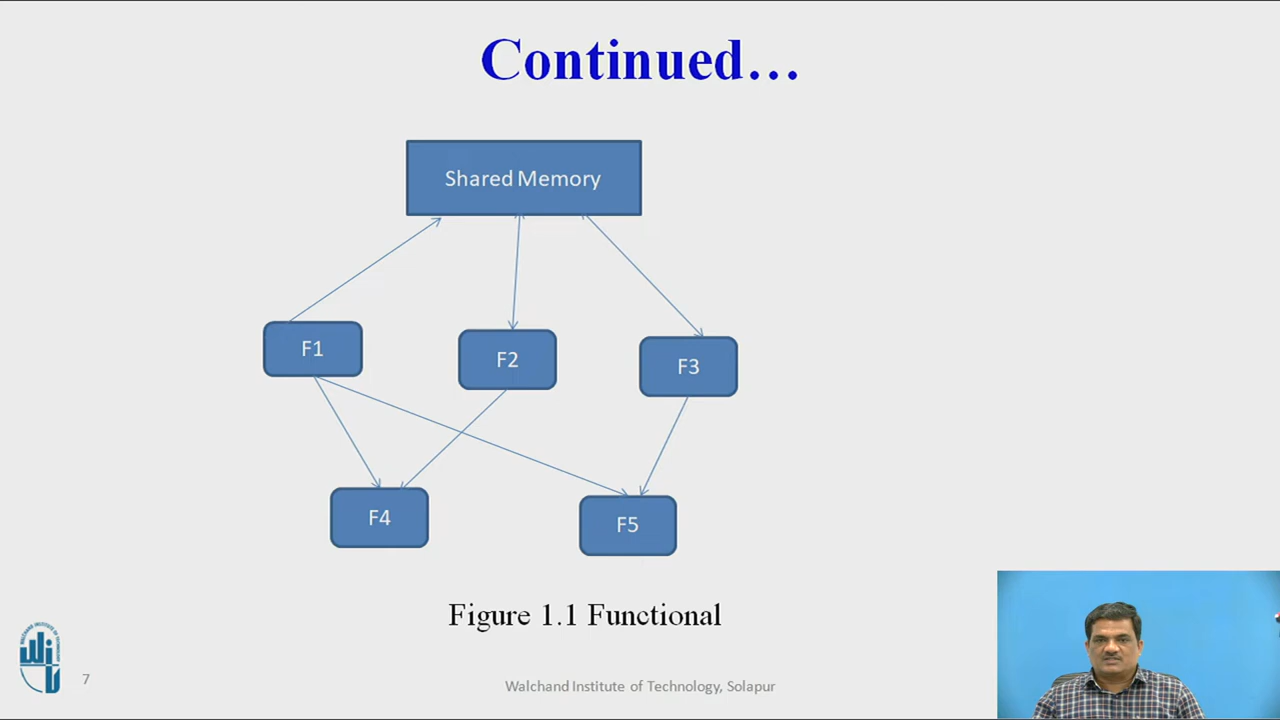 Continued…
Shared Memory
F1
F2
F3
F4
F5
Figure 1.1 Functional
7
Walchand Institute of Technology, Solapur